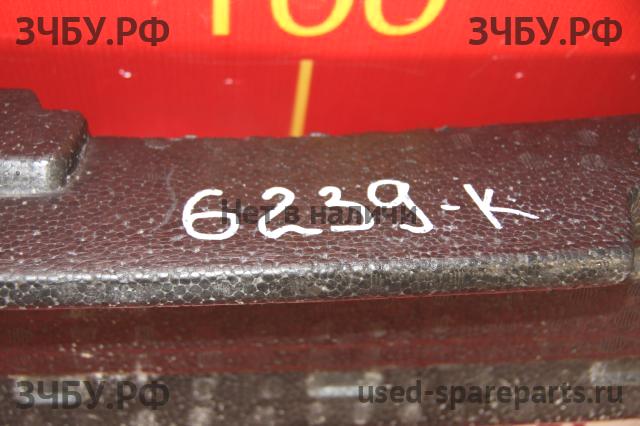 ЗЧБУ.РФ ЗЧБУ.РФ
6239-К
Нет в наличии
ЗЧБУ.РФ used-spareparts.ru